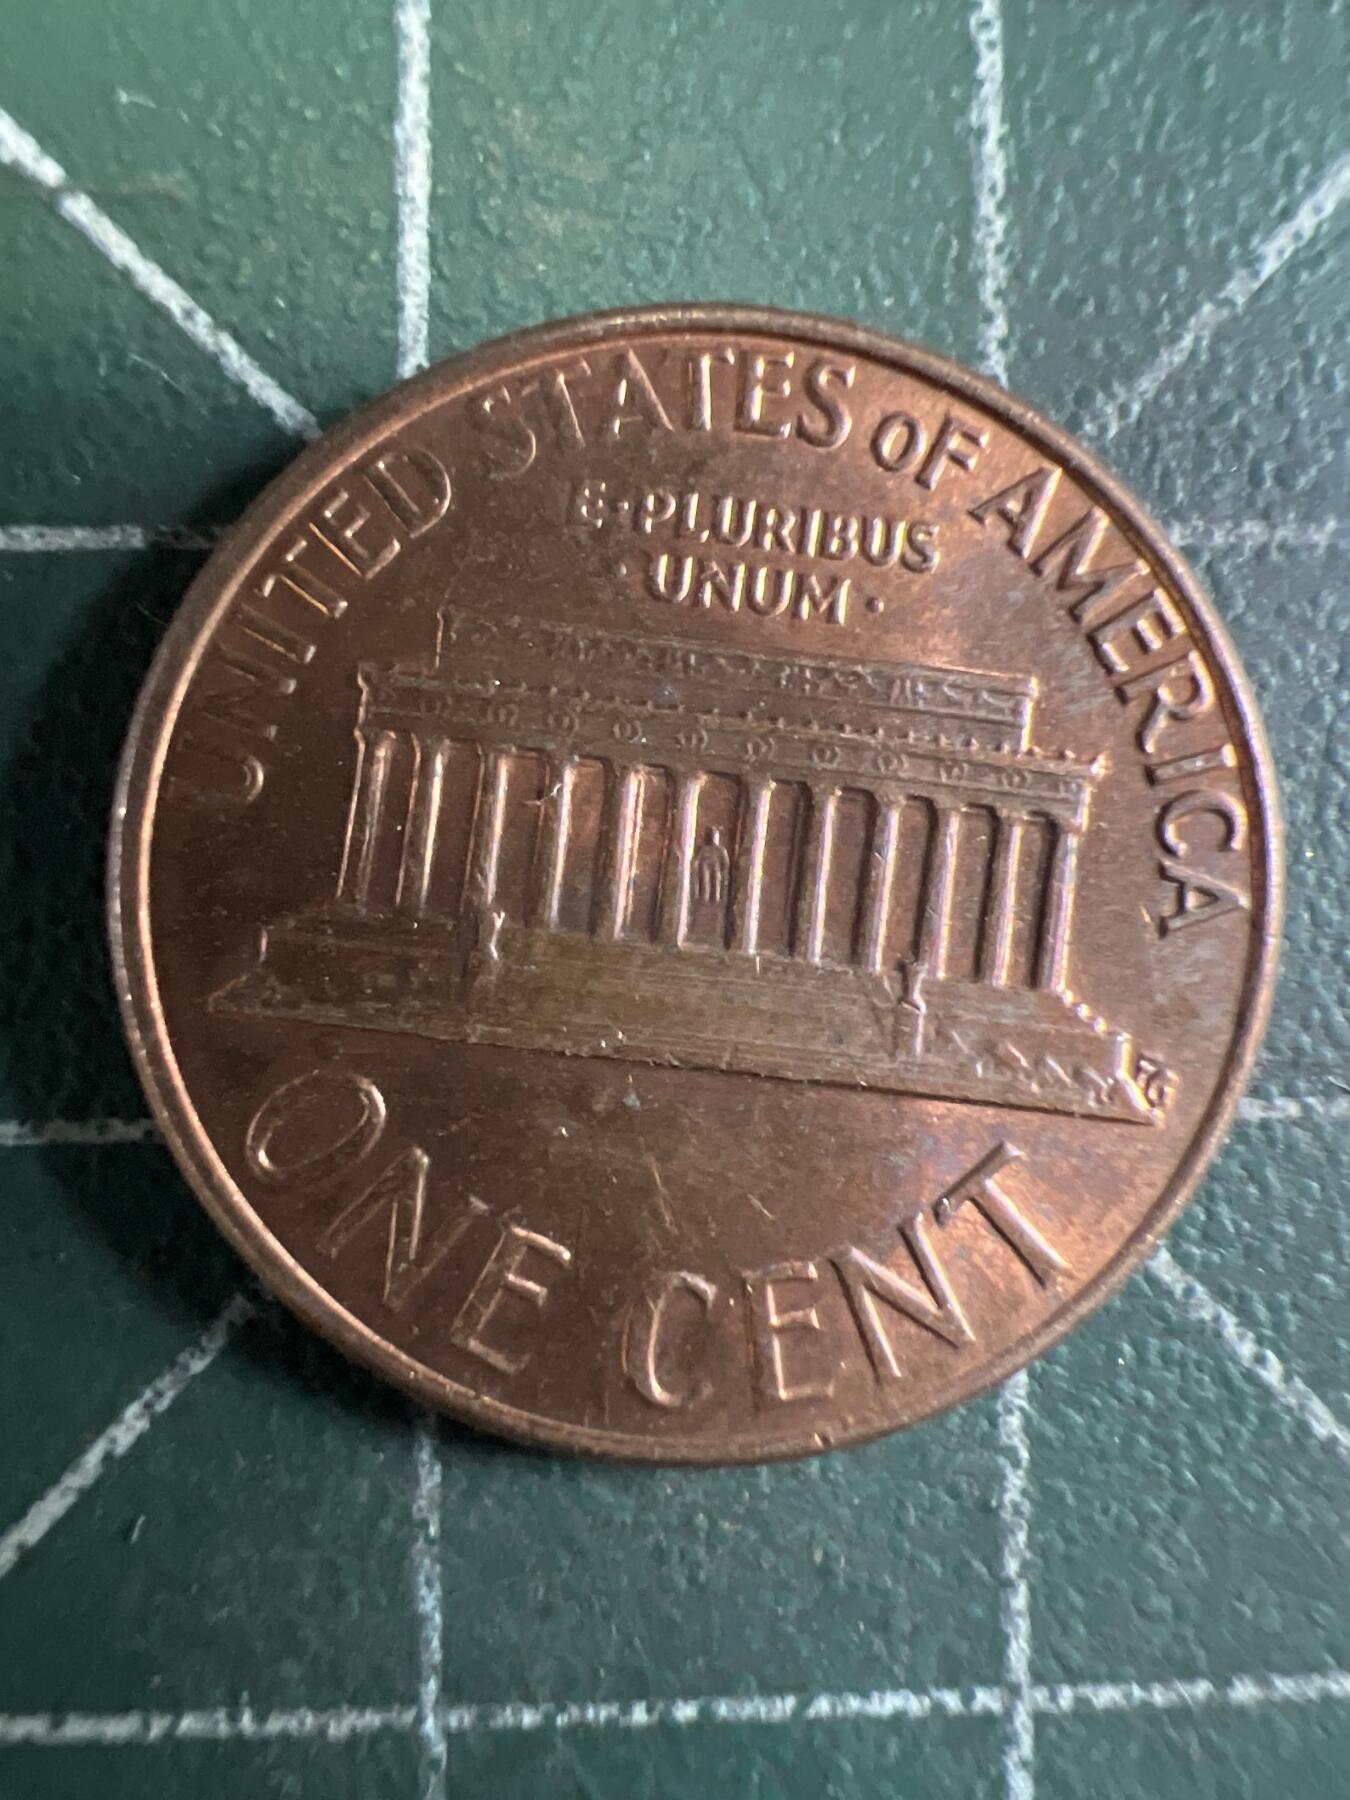 UNITED STATES OF AMERICA
E·PLURIBUS
·UNUM·
FG
ONE CENT